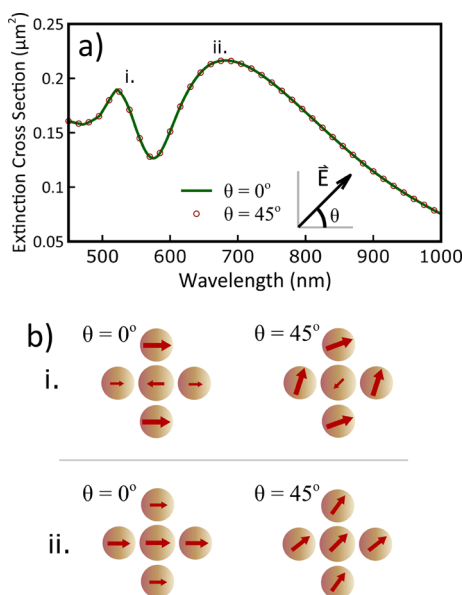 a)
i.
ii.
Extinction Cross Section (μm²)
0.25
0.2
0.15
0.1
0.05
θ = 0°
θ = 45°
E⃗
θ
500 600 700 800 900 1000
Wavelength (nm)
b)
θ = 0° θ = 45°
i.
θ = 0° θ = 45°
ii.